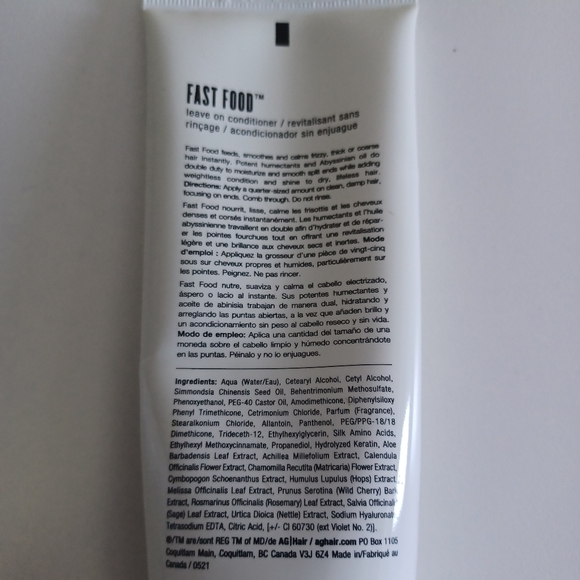 FAST FOOD™
leave on conditioner / revitalisant sans
rinçage / acondicionador sin enjuague
Fast Food feeds, smoothes and calms frizzy, thick or coarse
hair instantly. Potent humectants and Abyssinian oil do
double duty to moisturize and smooth split ends while adding
weightless condition and shine to dry, lifeless hair.
Directions: Apply a quarter-sized amount on clean, damp hair,
focusing on ends. Comb through. Do not rinse.
Fast Food nourrit, lisse, calme les frisottis et les cheveux
denses et corsés instantanément. Les humectants et l'huile
abyssinienne travaillent en double afin d'hydrater et de répar-
er les pointes fourchues tout en offrant une revitalisation
légère et une brillance aux cheveux secs et inertes. Mode
d'emploi : Appliquez la grosseur d'une pièce de vingt-cinq
sous sur cheveux propres et humides, particulièrement sur
les pointes. Peignez. Ne pas rincer.
Fast Food nutre, suaviza y calma el cabello electrizado,
áspero o lacio al instante. Sus potentes humectantes y
aceite de abinisia trabajan de manera dual, hidratando y
arreglando las puntas abiertas, a la vez que añaden brillo y
un acondicionamiento sin peso al cabello reseco y sin vida.
Modo de empleo: Aplica una cantidad del tamaño de una
moneda sobre el cabello limpio y húmedo concentrándote
en las puntas. Péinalo y no lo enjuagues.
Ingredients: Aqua (Water/Eau), Cetearyl Alcohol, Cetyl Alcohol,
Simmondsia Chinensis Seed Oil, Behentrimonium Methosulfate,
Phenoxyethanol, PEG-40 Castor Oil, Amodimethicone, Diphenylsiloxy
Phenyl Trimethicone, Cetrimonium Chloride, Parfum (Fragrance),
Stearalkonium Chloride, Allantoin, Panthenol, PEG/PPG-18/18
Dimethicone, Trideceth-12, Ethylhexylglycerin, Silk Amino Acids,
Ethylhexyl Methoxycinnamate, Propanediol, Hydrolyzed Keratin, Aloe
Barbadensis Leaf Extract, Achillea Millefolium Extract, Calendula
Officinalis Flower Extract, Chamomilla Recutita (Matricaria) Flower Extract,
Cymbopogon Schoenanthus Extract, Humulus Lupulus (Hops) Extract,
Melissa Officinalis Leaf Extract, Prunus Serotina (Wild Cherry) Bark
Extract, Rosmarinus Officinalis (Rosemary) Leaf Extract, Salvia Officinalis
(Sage) Leaf Extract, Urtica Dioica (Nettle) Extract, Sodium Hyaluronate,
Tetrasodium EDTA, Citric Acid, [+/- CI 60730 (ext Violet No. 2)].
®/TM are/sont REG TM of MD/de AG|Hair / aghair.com PO Box 1105
Coquitlam Main, Coquitlam, BC Canada V3J 6Z4 Made in/Fabriqué au
Canada / 0521